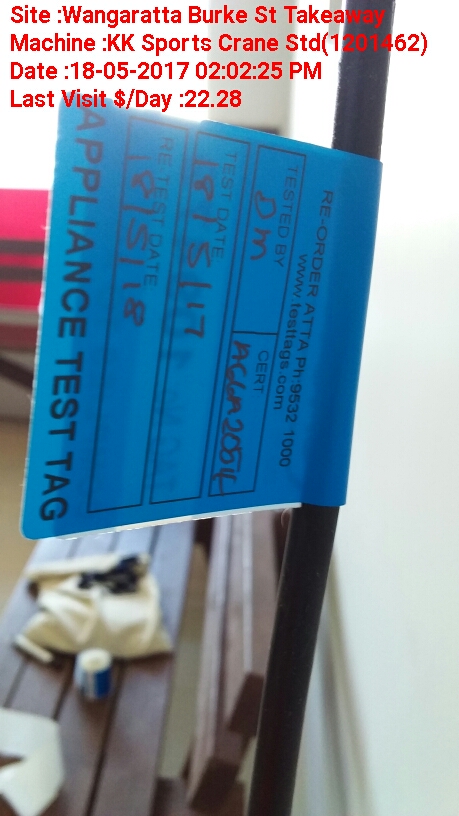 Site :Wangaratta Burke St Takeaway
Machine :KK Sports Crane Std(1201462)
Date :18-05-2017 02:02:25 PM
Last Visit $/Day :22.28
RE-ORDER ATTA Ph:9532 1000
www.testtags.com
TESTED BY
DM
CERT
TEST DATE
18/5/17
RE TEST DATE
18/5/18
APPLIANCE TEST TAG